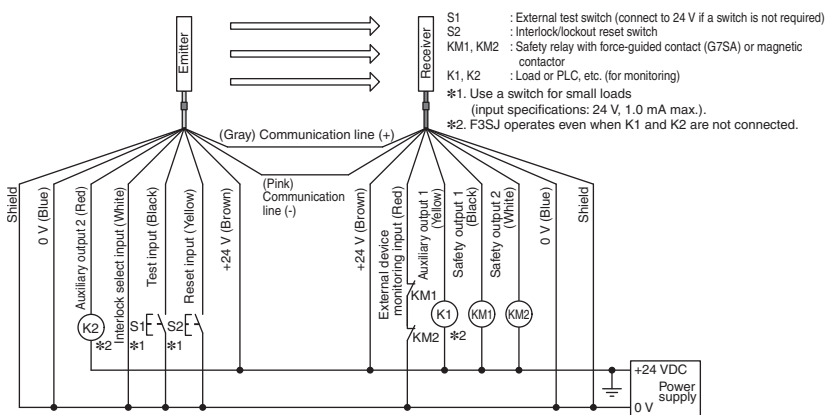 Emitter
Receiver
S1 : External test switch (connect to 24 V if a switch is not required)
S2 : Interlock/lockout reset switch
KM1, KM2 : Safety relay with force-guided contact (G7SA) or magnetic
contactor
K1, K2 : Load or PLC, etc. (for monitoring)
*1. Use a switch for small loads
(input specifications: 24 V, 1.0 mA max.).
*2. F3SJ operates even when K1 and K2 are not connected.
(Gray) Communication line (+)
(Pink)
Communication
line (-)
Shield
0 V (Blue)
Auxiliary output 2 (Red)
Interlock select input (White)
Test input (Black)
Reset input (Yellow)
+24 V (Brown)
+24 V (Brown)
External device
monitoring input (Red)
Auxiliary output 1
(Yellow)
Safety output 1
(Black)
Safety output 2
(White)
0 V (Blue)
Shield
K2
*2
S1
*1
S2
*1
KM1
KM2
K1
*2
KM1
KM2
+24 VDC
Power
supply
0 V